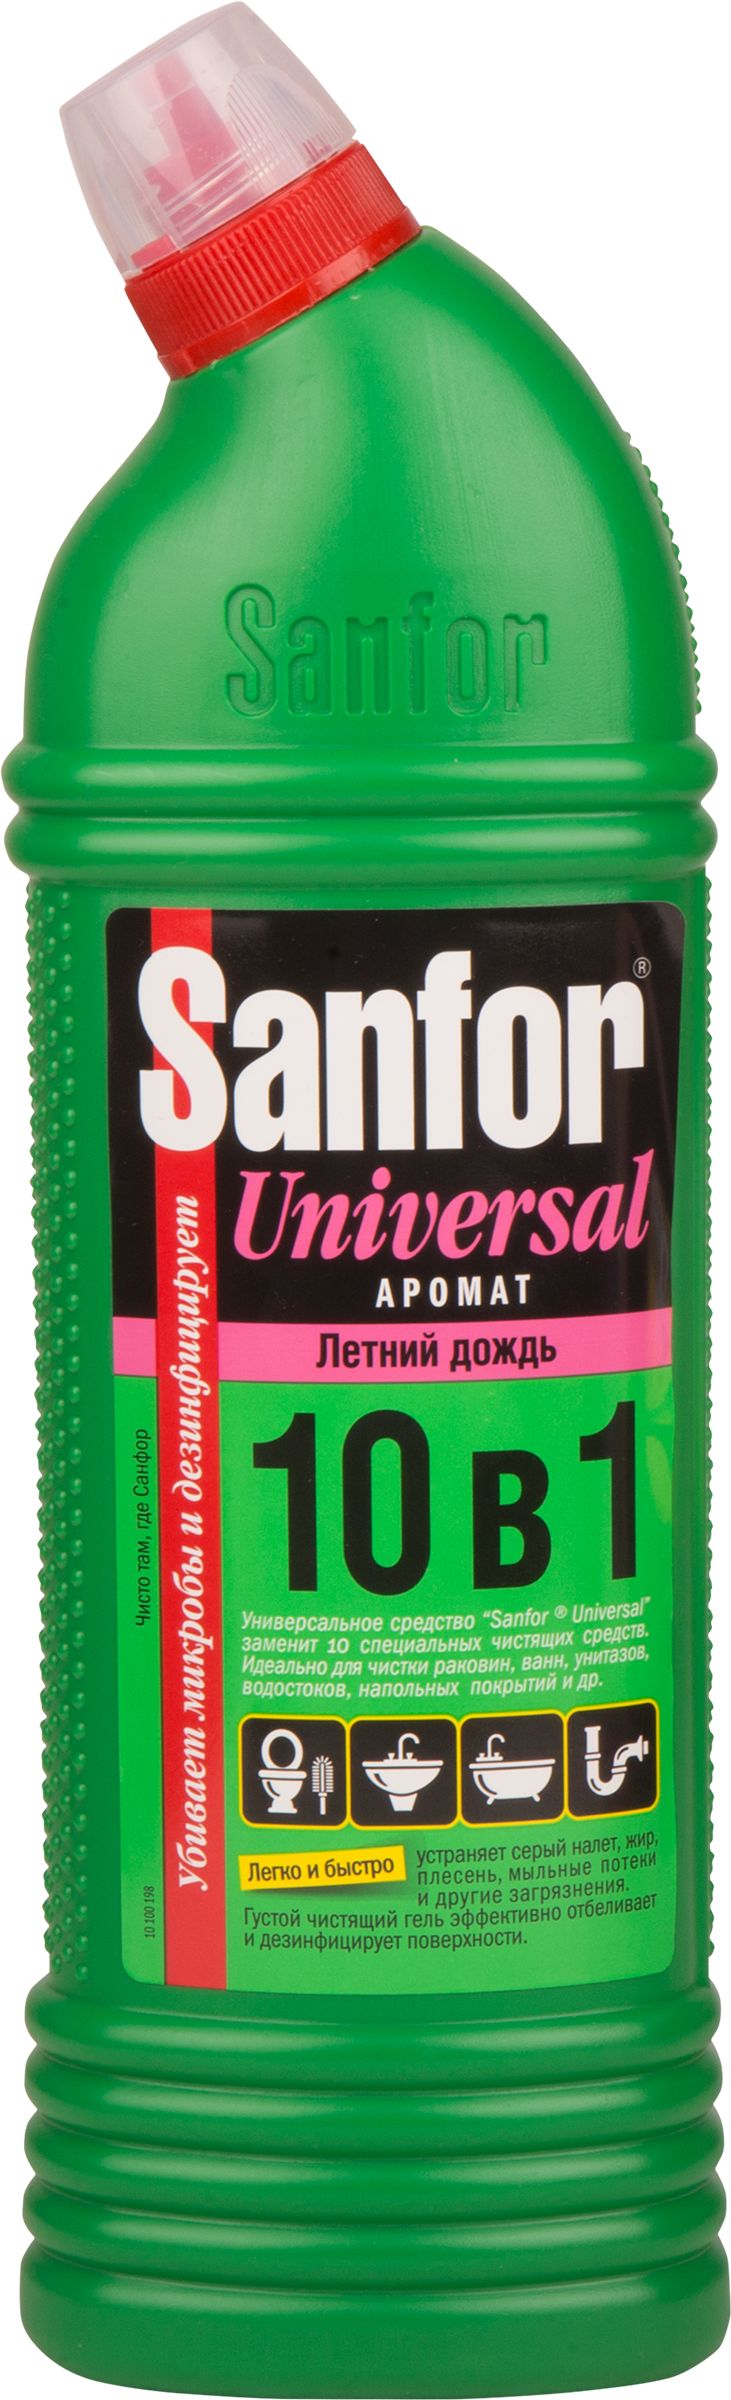 Sanfor
Sanfor®
Universal
АРОМАТ
Летний дождь
10 в 1
Убивает микробы и дезинфицирует
Чисто там, где Санфор
Универсальное средство “Sanfor ® Universal”
заменит 10 специальных чистящих средств.
Идеально для чистки раковин, ванн, унитазов,
водостоков, напольных покрытий и др.
Легко и быстро
устраняет серый налет, жир,
плесень, мыльные потеки
и другие загрязнения.
Густой чистящий гель эффективно отбеливает
и дезинфицирует поверхности.
10 100 198